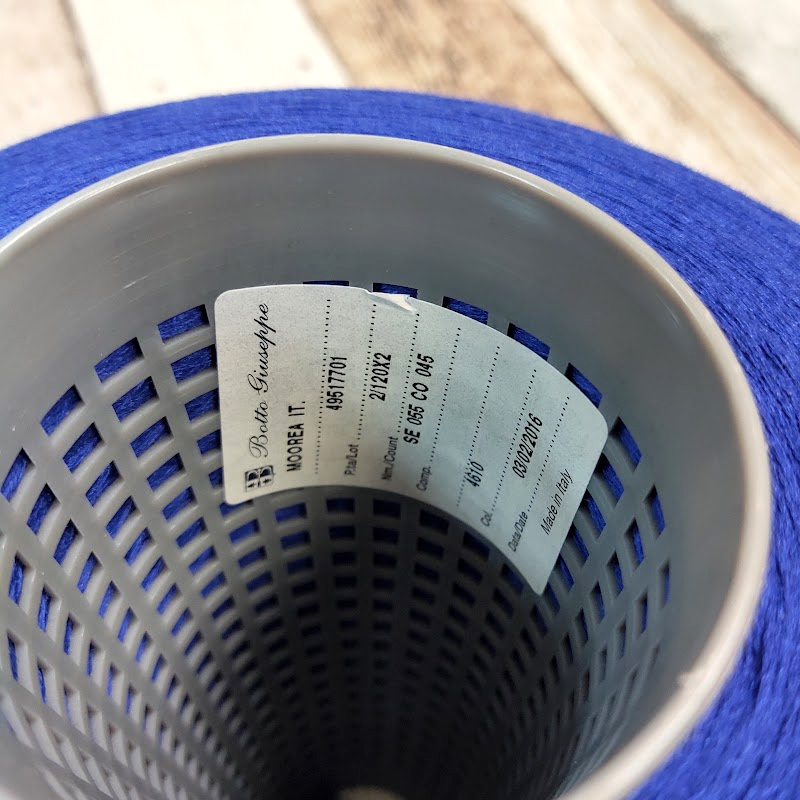 Botto Giuseppe
MOOREA IT.
49517701
P.ta/Lot
2/120X2
Nm./Count
SE 055 CO 045
Comp.
4610
Col.
03/02/2016
Data/Date
Made in Italy